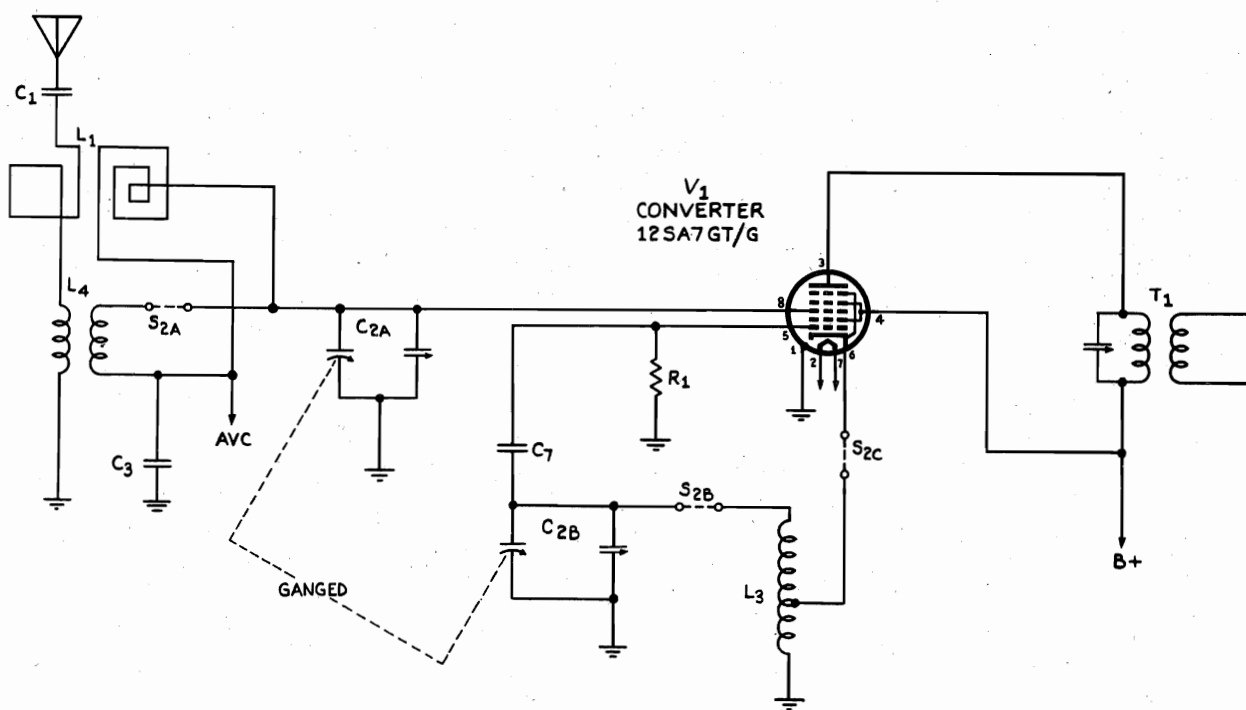 C1
L1
V1
CONVERTER
12SA7GT/G
3
L4
S2A
C2A
8
5
4
1
2
7
6
T1
R1
AVC
C3
C7
S2C
S2B
C2B
GANGED
L3
B+